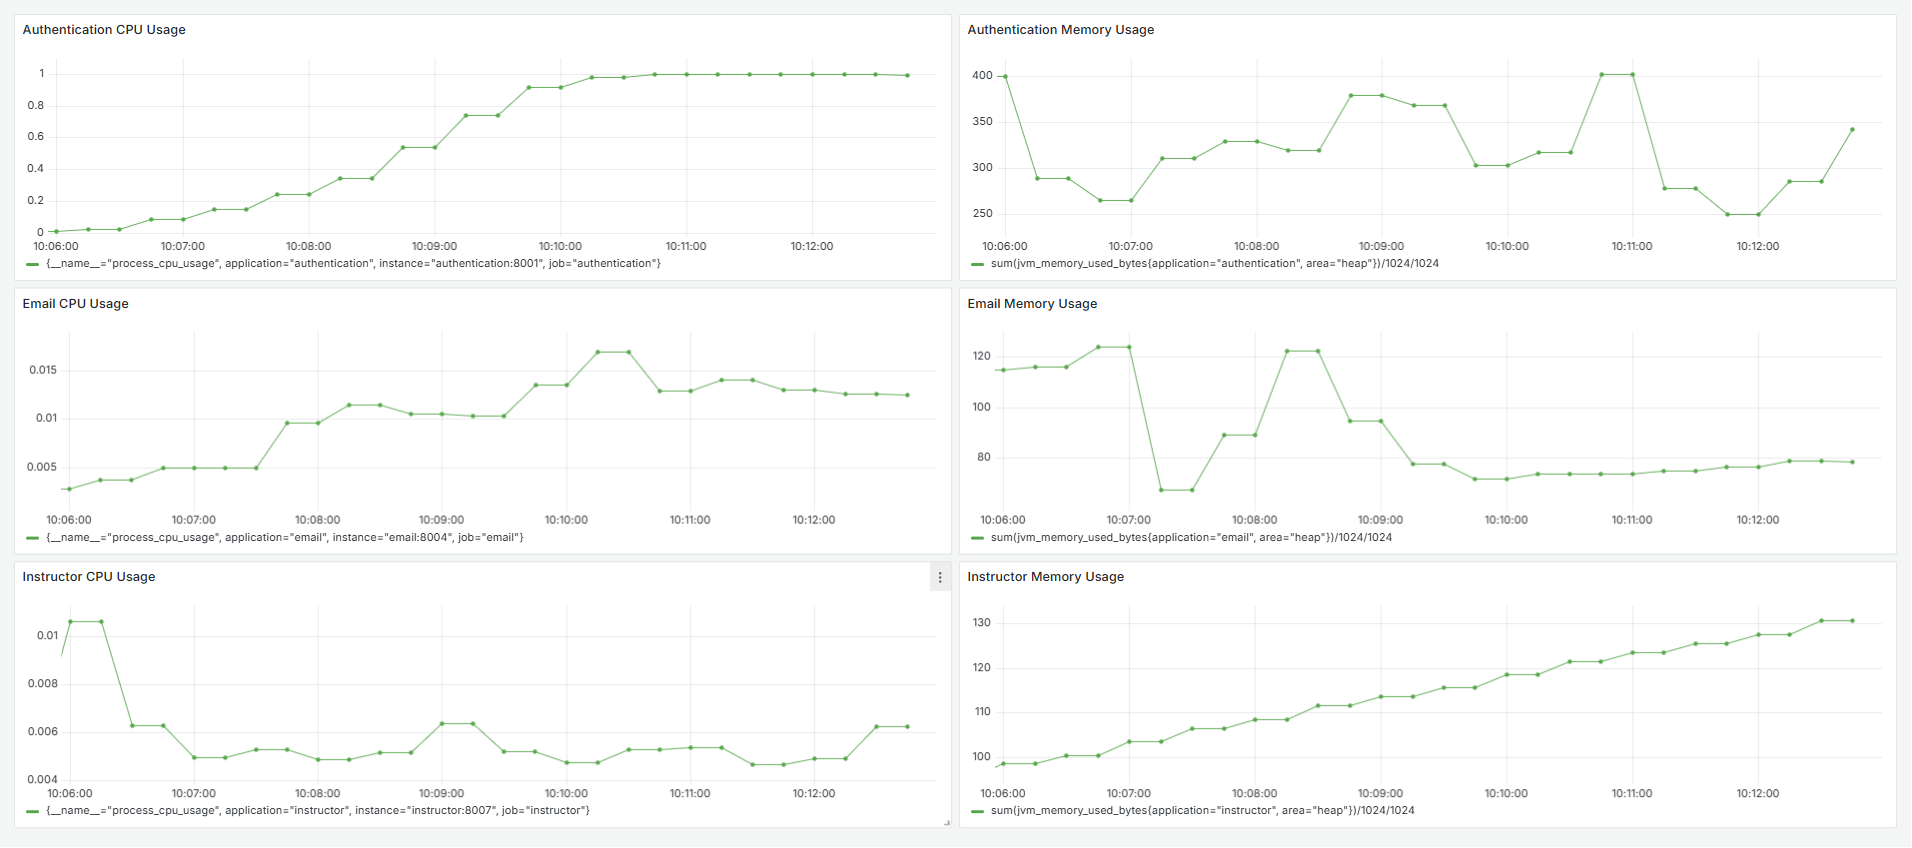 Authentication CPU Usage
1
0.8
0.6
0.4
0.2
0
10:06:00 10:07:00 10:08:00 10:09:00 10:10:00 10:11:00 10:12:00
{__name__="process_cpu_usage", application="authentication", instance="authentication:8001", job="authentication"}
Authentication Memory Usage
400
350
300
250
10:06:00 10:07:00 10:08:00 10:09:00 10:10:00 10:11:00 10:12:00
sum(jvm_memory_used_bytes{application="authentication", area="heap"})/1024/1024
Email CPU Usage
0.015
0.01
0.005
10:06:00 10:07:00 10:08:00 10:09:00 10:10:00 10:11:00 10:12:00
{__name__="process_cpu_usage", application="email", instance="email:8004", job="email"}
Email Memory Usage
120
100
80
10:06:00 10:07:00 10:08:00 10:09:00 10:10:00 10:11:00 10:12:00
sum(jvm_memory_used_bytes{application="email", area="heap"})/1024/1024
Instructor CPU Usage
0.01
0.008
0.006
0.004
10:06:00 10:07:00 10:08:00 10:09:00 10:10:00 10:11:00 10:12:00
{__name__="process_cpu_usage", application="instructor", instance="instructor:8007", job="instructor"}
Instructor Memory Usage
130
120
110
100
10:06:00 10:07:00 10:08:00 10:09:00 10:10:00 10:11:00 10:12:00
sum(jvm_memory_used_bytes{application="instructor", area="heap"})/1024/1024